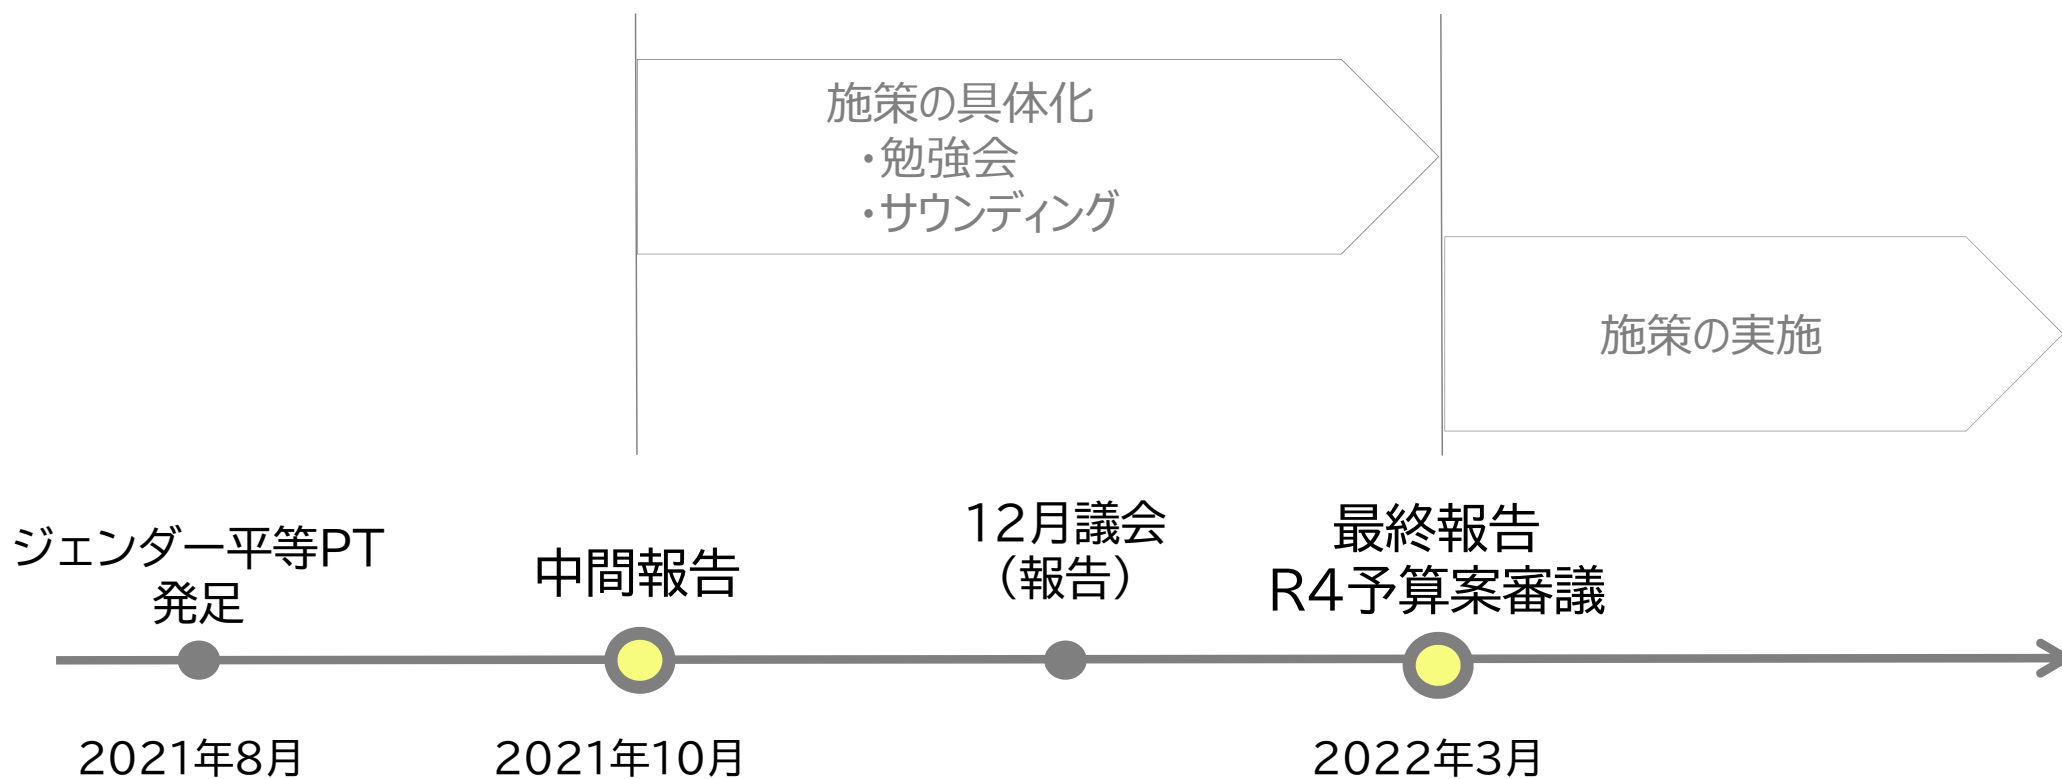 施策の具体化
・勉強会
・サウンディング
施策の実施
ジェンダー平等PT
発足
中間報告
12月議会
（報告）
最終報告
R4予算案審議
2021年8月
2021年10月
2022年3月